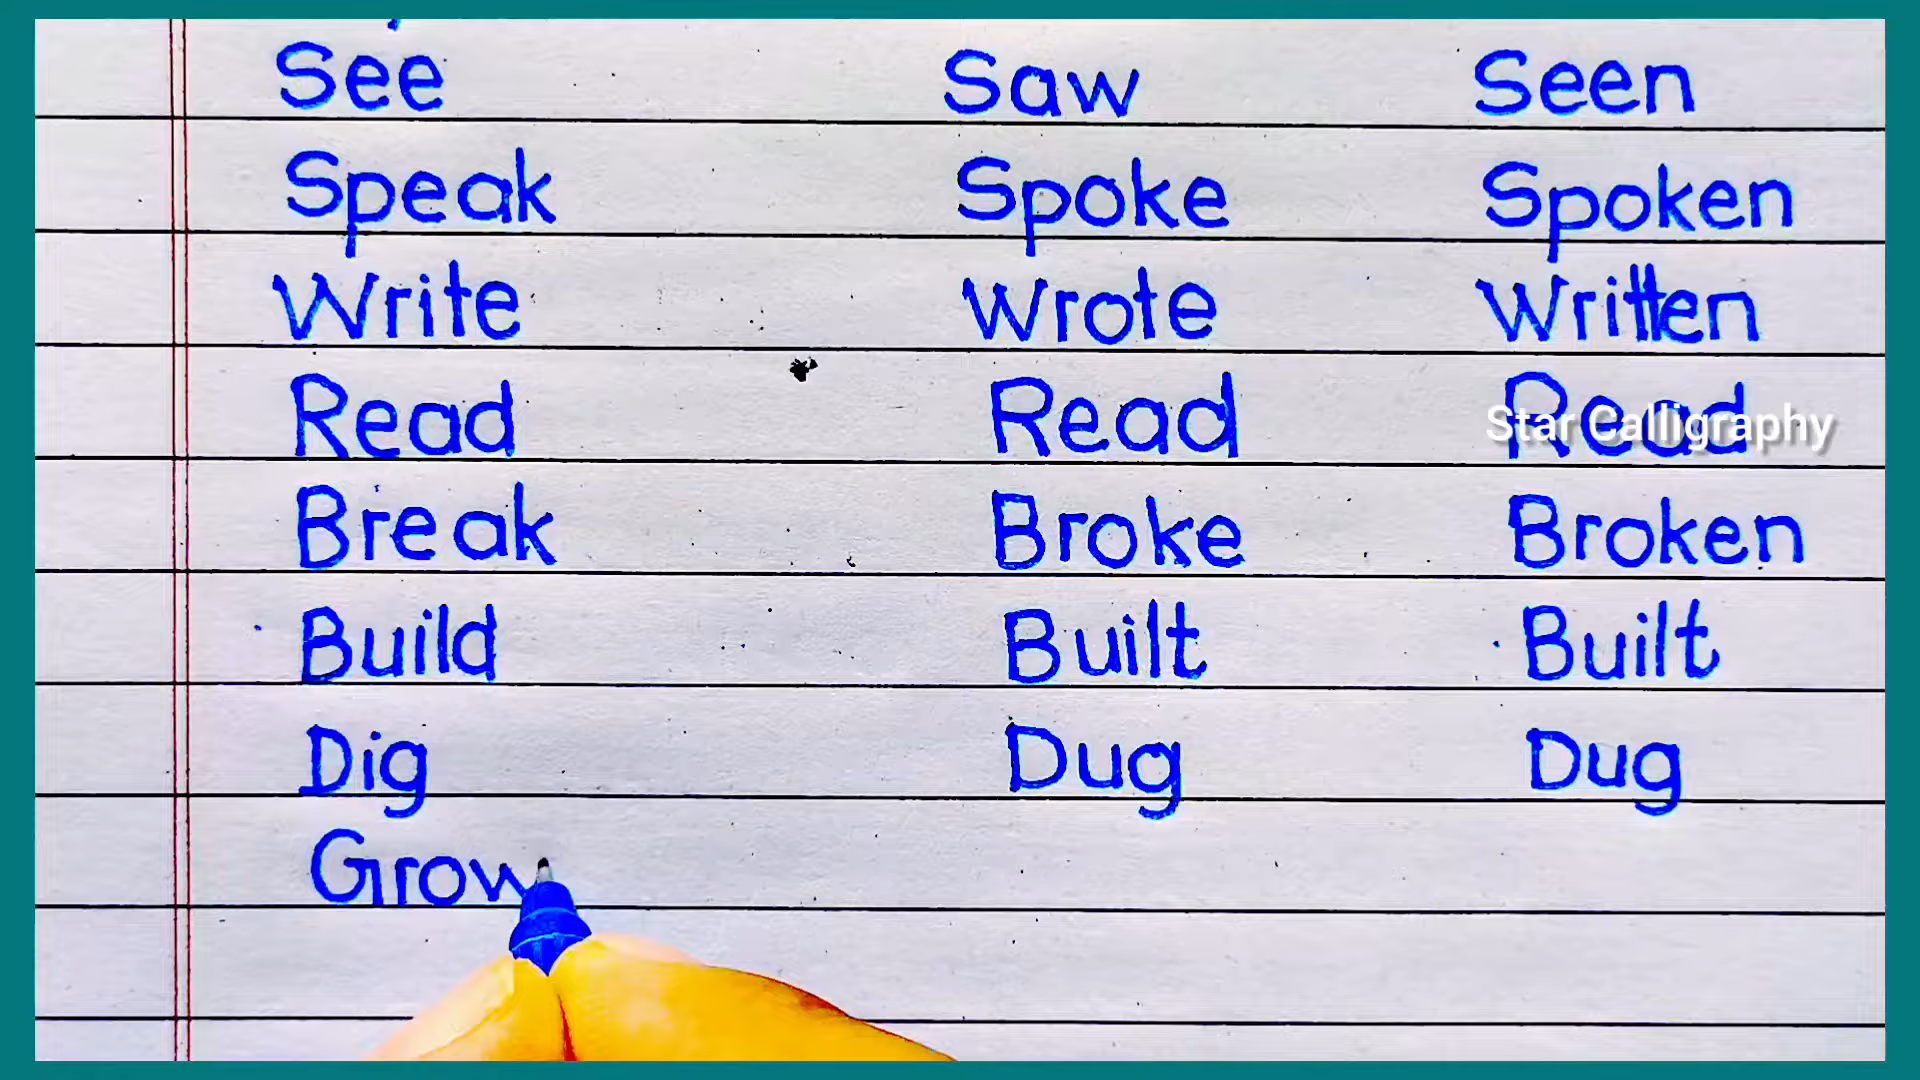 See Saw Seen
Speak Spoke Spoken
Write Wrote Written
Read Read Read
Star Calligraphy
Break Broke Broken
Build Built Built
Dig Dug Dug
Grow